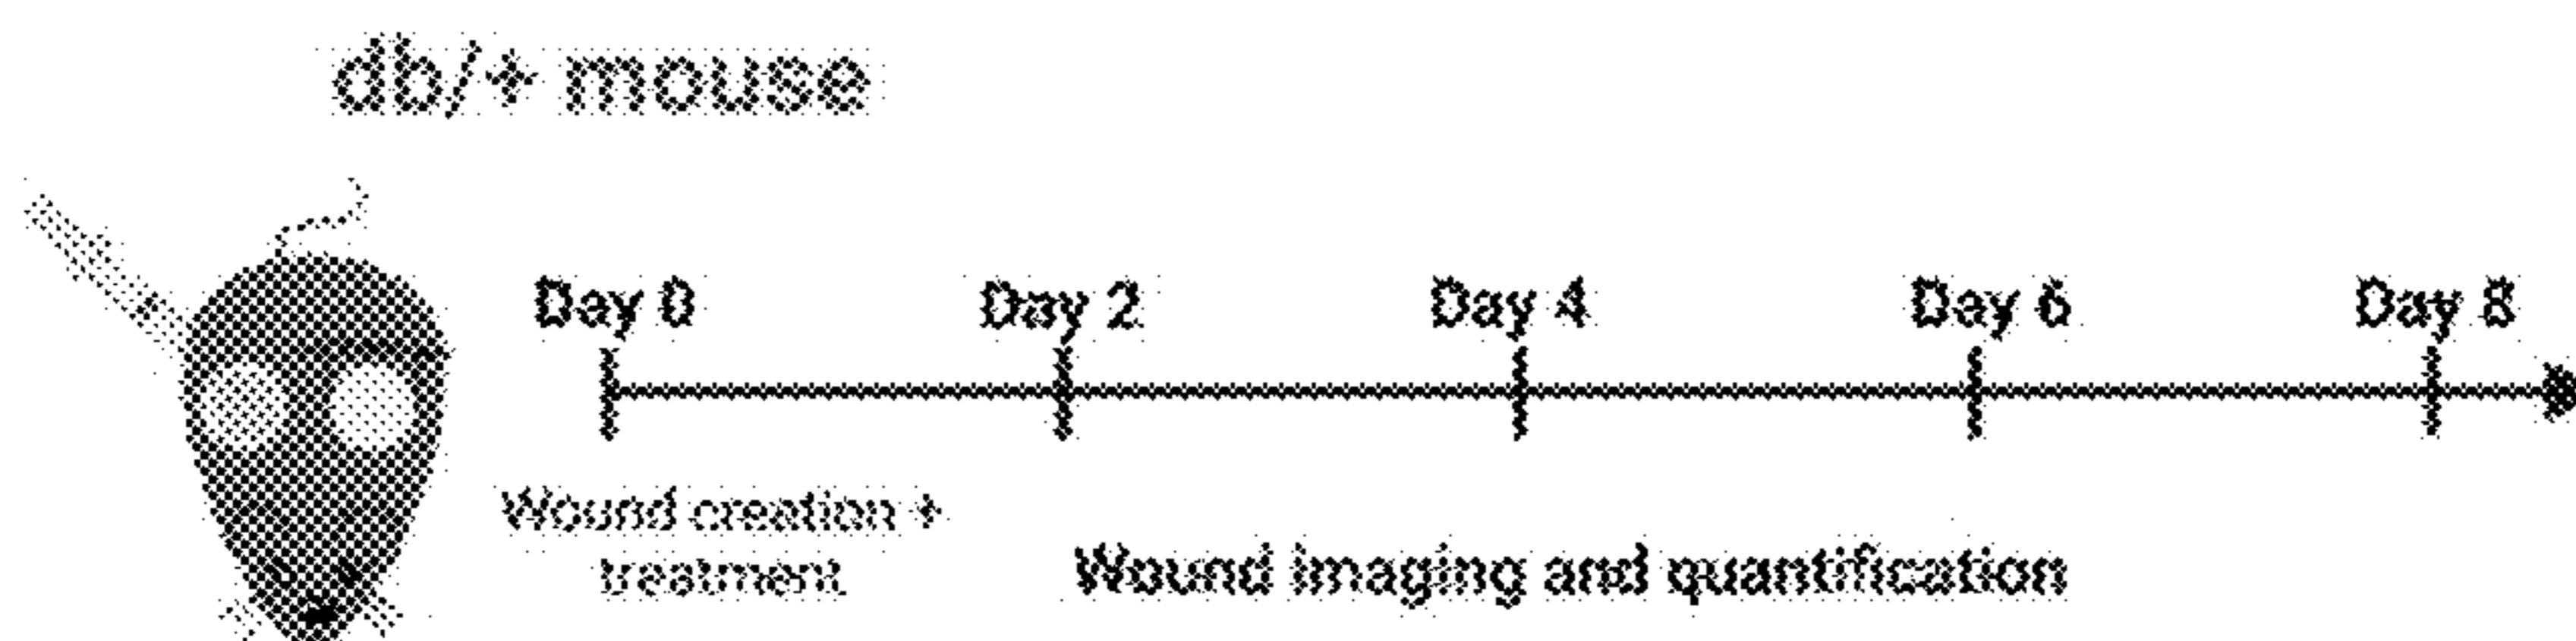 db/+ mouse
Day 0 Day 2 Day 4 Day 6 Day 8
Wound creation +
treatment
Wound imaging and quantification